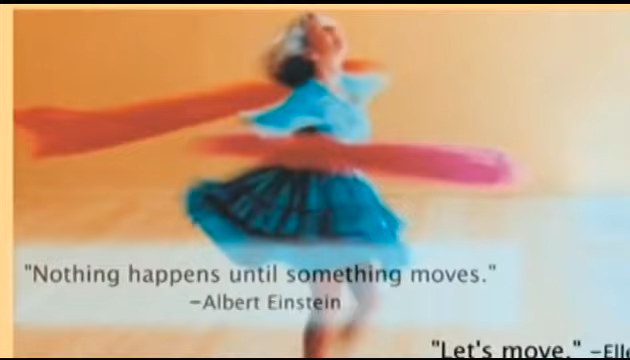 "Nothing happens until something moves."
–Albert Einstein
"Let's move."